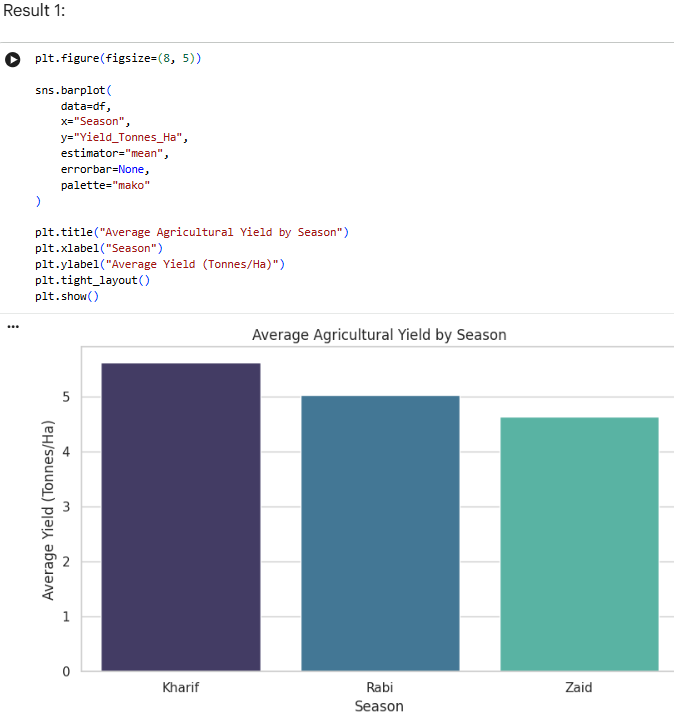 Result 1:
plt.figure(figsize=(8, 5))
sns.barplot(
data=df,
x="Season",
y="Yield_Tonnes_Ha",
estimator="mean",
errorbar=None,
palette="mako"
)
plt.title("Average Agricultural Yield by Season")
plt.xlabel("Season")
plt.ylabel("Average Yield (Tonnes/Ha)")
plt.tight_layout()
plt.show()
...
Average Agricultural Yield by Season
Average Yield (Tonnes/Ha)
5
4
3
2
1
0
Kharif Rabi Zaid
Season